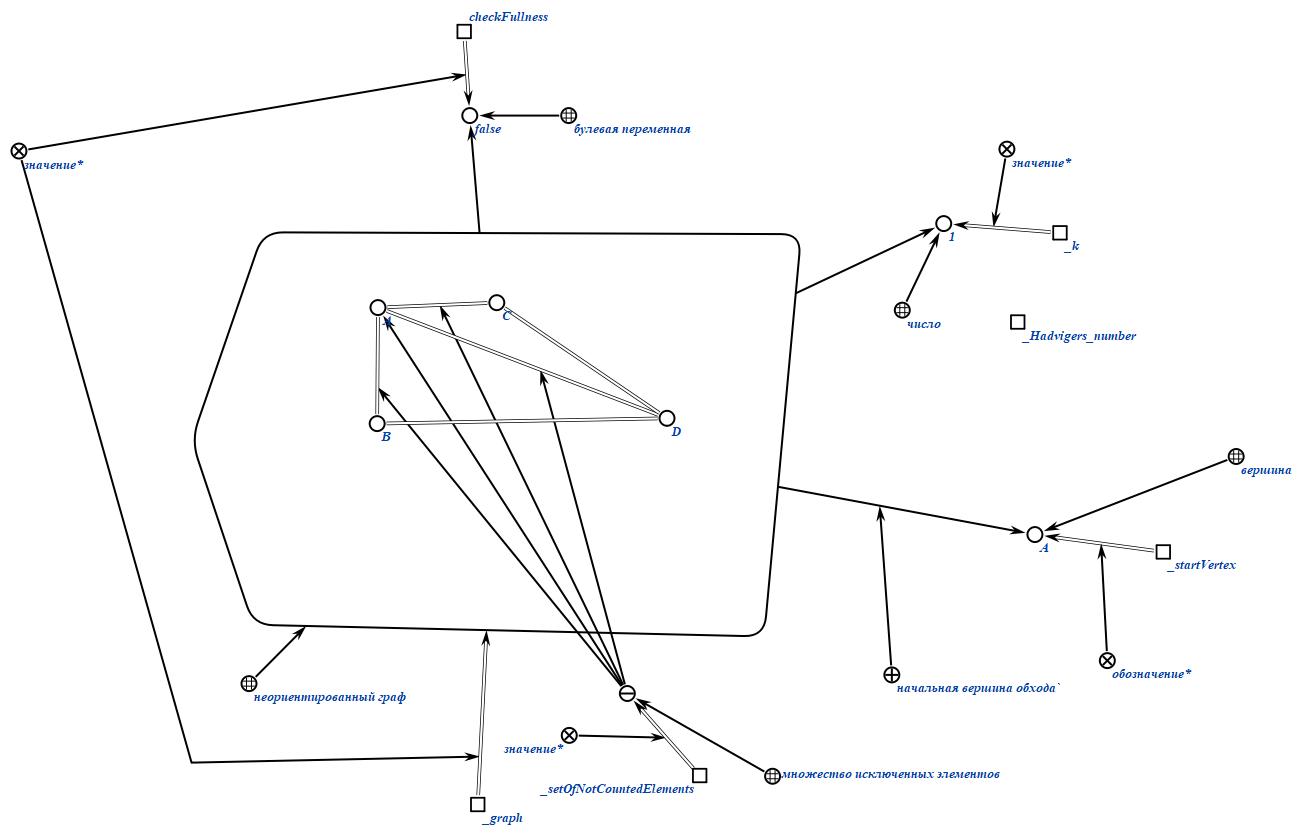 checkFullness
false
булевая переменная
значение*
значение*
1
_k
число
_Hadvigers_number
A
C
B
D
вершина
A
_startVertex
начальная вершина обхода`
обозначение*
неориентированный граф
значение*
_setOfNotCountedElements
множество исключенных элементов
_graph